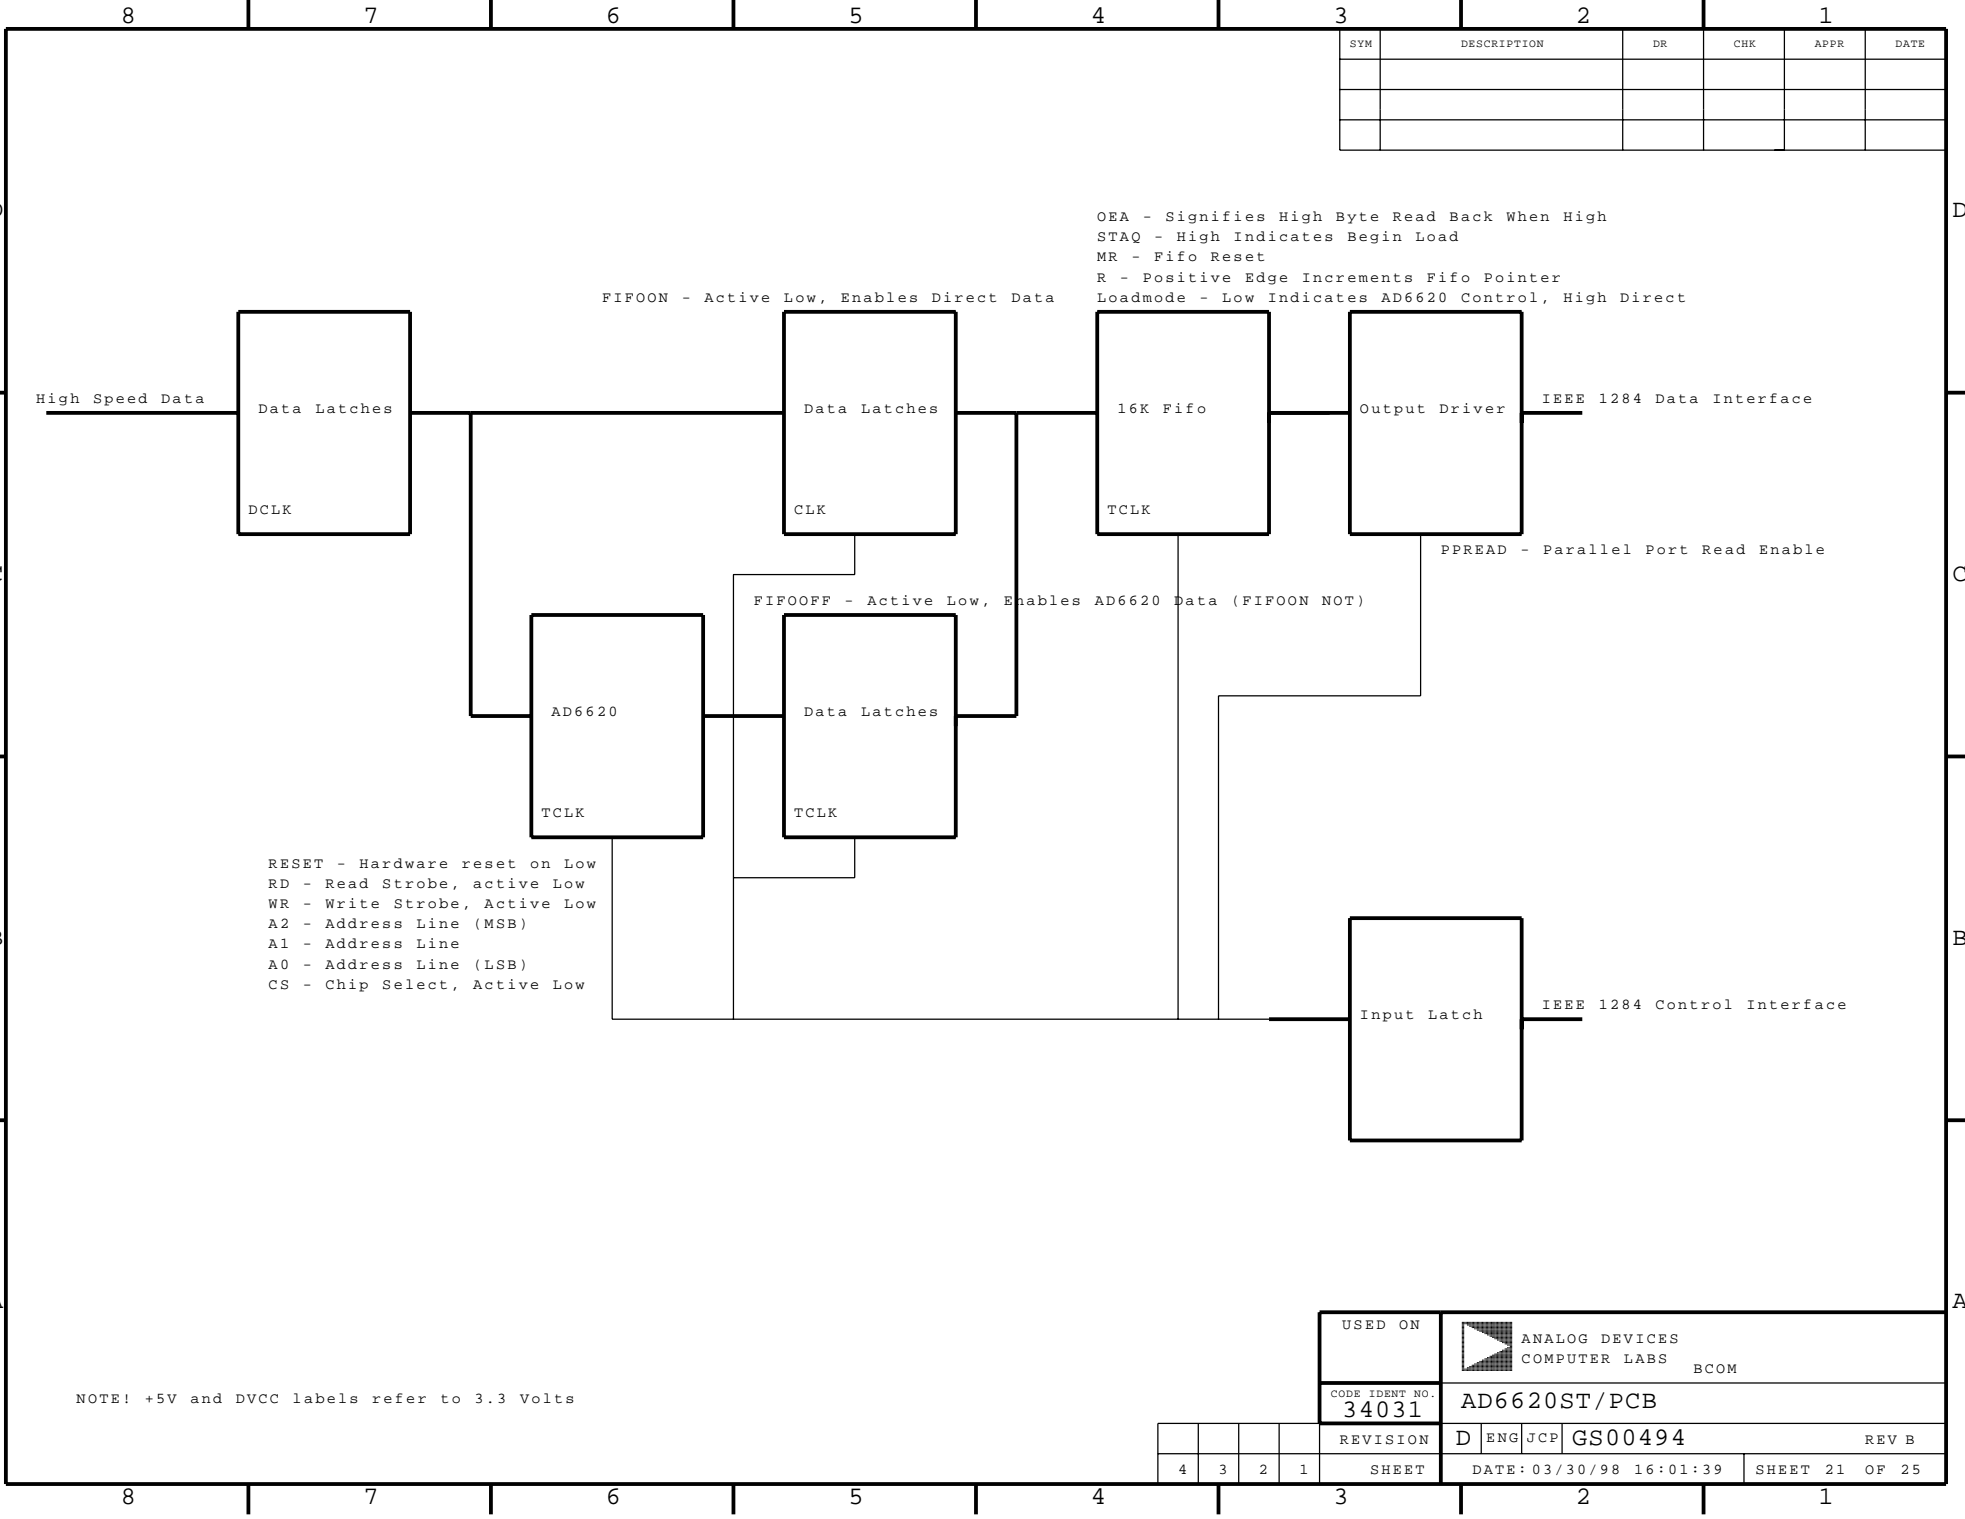 8 7 6 5 4 3 2 1
SYM DESCRIPTION DR CHK APPR DATE
D
OEA - Signifies High Byte Read Back When High
STAQ - High Indicates Begin Load
MR - Fifo Reset
R - Positive Edge Increments Fifo Pointer
FIFOON - Active Low, Enables Direct Data
Loadmode - Low Indicates AD6620 Control, High Direct
High Speed Data
Data Latches
DCLK
Data Latches
CLK
16K Fifo
TCLK
Output Driver
IEEE 1284 Data Interface
PPREAD - Parallel Port Read Enable
C
FIFOOFF - Active Low, Enables AD6620 Data (FIFOON NOT)
AD6620
TCLK
Data Latches
TCLK
RESET - Hardware reset on Low
RD - Read Strobe, active Low
WR - Write Strobe, Active Low
A2 - Address Line (MSB)
A1 - Address Line
A0 - Address Line (LSB)
CS - Chip Select, Active Low
B
Input Latch
IEEE 1284 Control Interface
A
NOTE! +5V and DVCC labels refer to 3.3 Volts
USED ON
ANALOG DEVICES
COMPUTER LABS
BCOM
CODE IDENT NO.
34031
AD6620ST/PCB
REVISION D ENG JCP GS00494 REV B
4 3 2 1 SHEET DATE:03/30/98 16:01:39 SHEET 21 OF 25
8 7 6 5 4 3 2 1